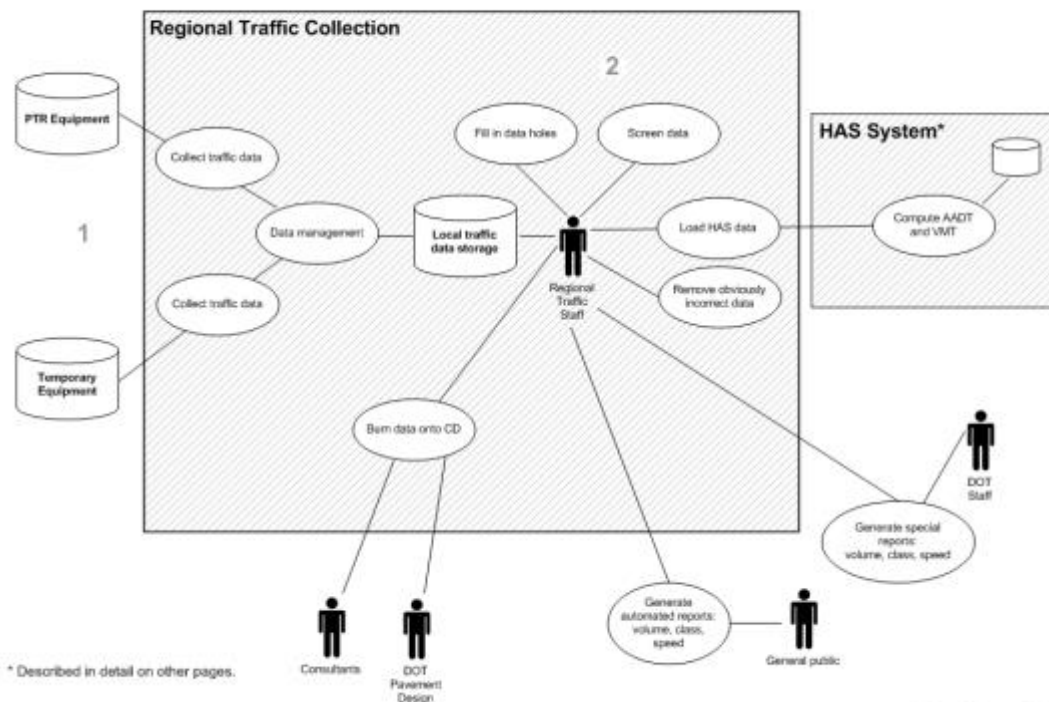 Regional Traffic Collection
2
PTR Equipment
Fill in data holes
Screen data
HAS System*
Collect traffic data
1
Data management
Local traffic
data storage
Load HAS data
Compute AADT
and VMT
Regional
Traffic
Staff
Remove obviously
incorrect data
Collect traffic data
Temporary
Equipment
Burn data onto CD
DOT
Staff
Generate special
reports:
volume, class, speed
Generate
automated reports:
volume, class,
speed
General public
Consultants
DOT
Pavement
Design
* Described in detail on other pages.